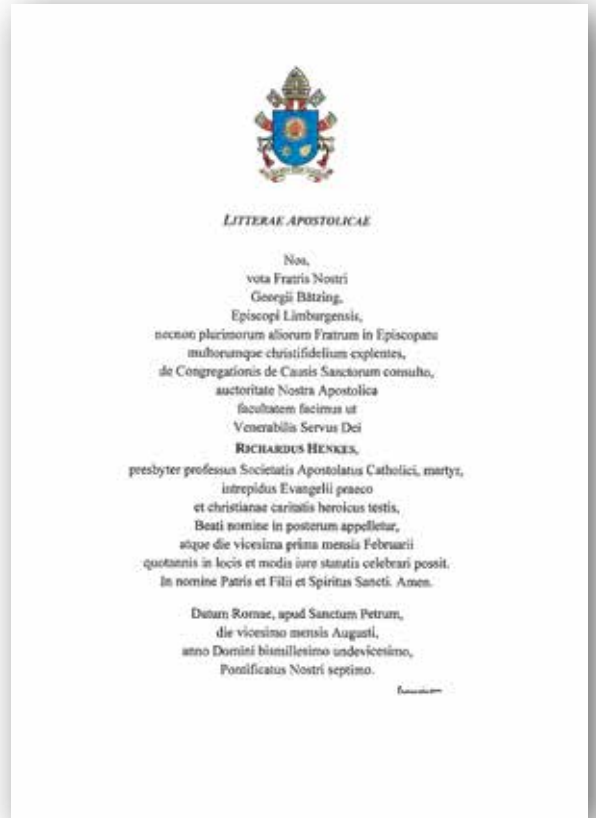 LITTERAE APOSTOLICAE
Nos,
vota Fratris Nostri
Georgii Bätzing,
Episcopi Limburgensis,
necnon plurimorum aliorum Fratrum in Episcopatu
multorumque christifidelium explentes,
de Congregationis de Causis Sanctorum consulto,
auctoritate Nostra Apostolica
facultatem facimus ut
Venerabilis Servus Dei
RICHARDUS HENKES,
presbyter professus Societatis Apostolatus Catholici, martyr,
intrepidus Evangelii praeco
et christianae caritatis heroicus testis,
Beati nomine in posterum appelletur,
atque die vicesima prima mensis Februarii
quotannis in locis et modis iure statutis celebrari possit.
In nomine Patris et Filii et Spiritus Sancti. Amen.
Datum Romae, apud Sanctum Petrum,
die vicesimo mensis Augusti,
anno Domini bismillesimo undevicesimo,
Pontificatus Nostri septimo.